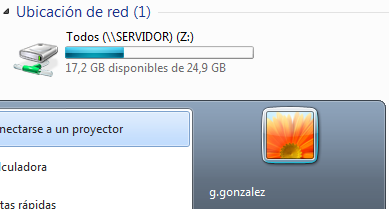 Ubicación de red (1)
Todos (\\SERVIDOR) (Z:)
17,2 GB disponibles de 24,9 GB
nectarse a un proyector
lculadora
tas rápidas
g.gonzalez